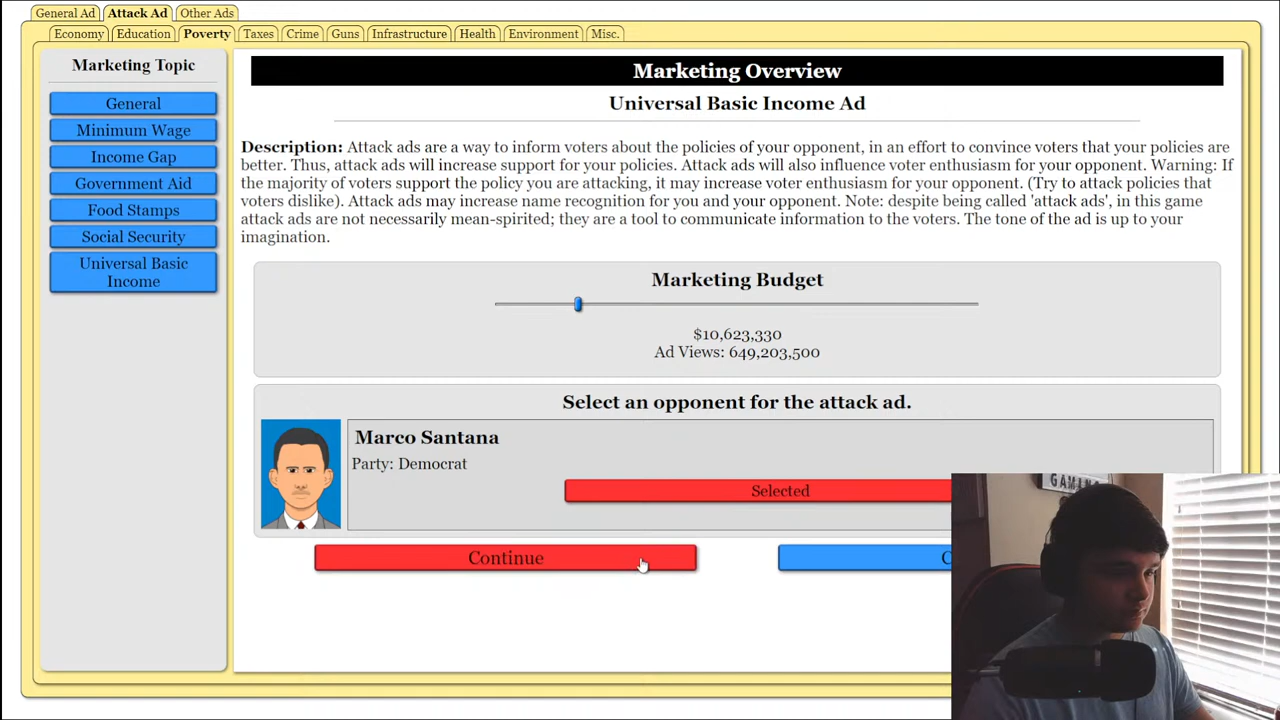 General Ad
Attack Ad
Other Ads
Economy
Education
Poverty
Taxes
Crime
Guns
Infrastructure
Health
Environment
Misc.
Marketing Topic
General
Minimum Wage
Income Gap
Government Aid
Food Stamps
Social Security
Universal Basic
Income
Marketing Overview
Universal Basic Income Ad
Description: Attack ads are a way to inform voters about the policies of your opponent, in an effort to convince voters that your policies are
better. Thus, attack ads will increase support for your policies. Attack ads will also influence voter enthusiasm for your opponent. Warning: If
the majority of voters support the policy you are attacking, it may increase voter enthusiasm for your opponent. (Try to attack policies that
voters dislike). Attack ads may increase name recognition for you and your opponent. Note: despite being called 'attack ads', in this game
attack ads are not necessarily mean-spirited; they are a tool to communicate information to the voters. The tone of the ad is up to your
imagination.
Marketing Budget
$10,623,330
Ad Views: 649,203,500
Select an opponent for the attack ad.
Marco Santana
Party: Democrat
Selected
Continue